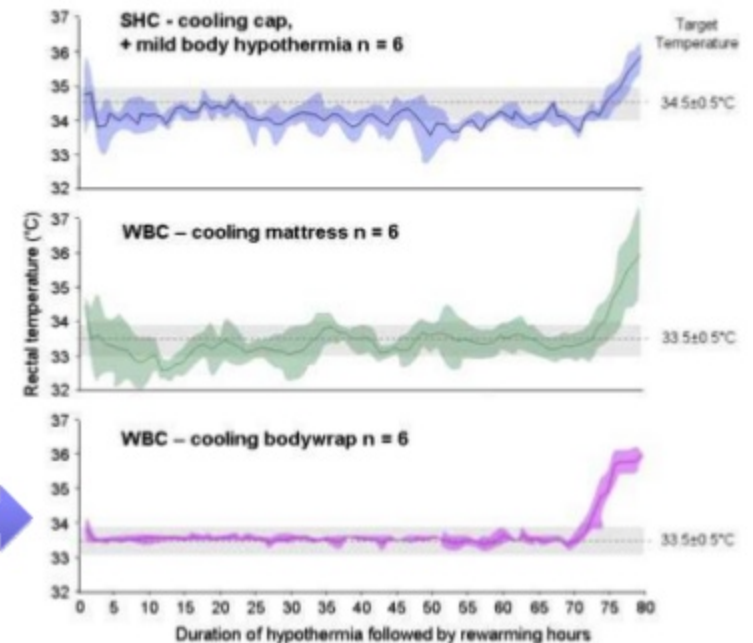 SHC - cooling cap,
+ mild body hypothermia n = 6
Target
Temperature
37
36
35
34
33
32
34.5±0.5°C
WBC – cooling mattress n = 6
37
36
35
34
33
32
33.5±0.5°C
Rectal temperature (°C)
WBC – cooling bodywrap n = 6
37
36
35
34
33
32
33.5±0.5°C
0 5 10 15 20 25 30 35 40 45 50 55 60 65 70 75 80
Duration of hypothermia followed by rewarming hours